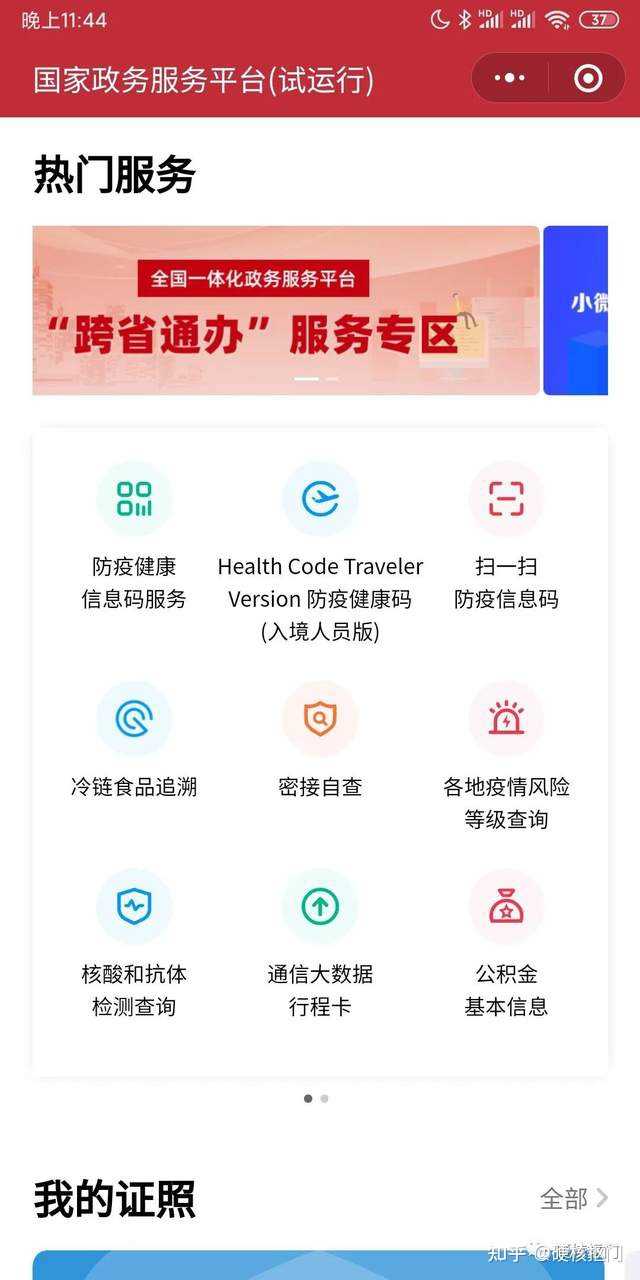 晚上11:44
HD HD 37
国家政务服务平台(试运行)
热门服务
全国一体化政务服务平台
“跨省通办”服务专区
小微
防疫健康
信息码服务
Health Code Traveler
Version 防疫健康码
(入境人员版)
扫一扫
防疫信息码
冷链食品追溯
密接自查
各地疫情风险
等级查询
核酸和抗体
检测查询
通信大数据
行程卡
公积金
基本信息
我的证照
全部
知乎 @硬核抠门